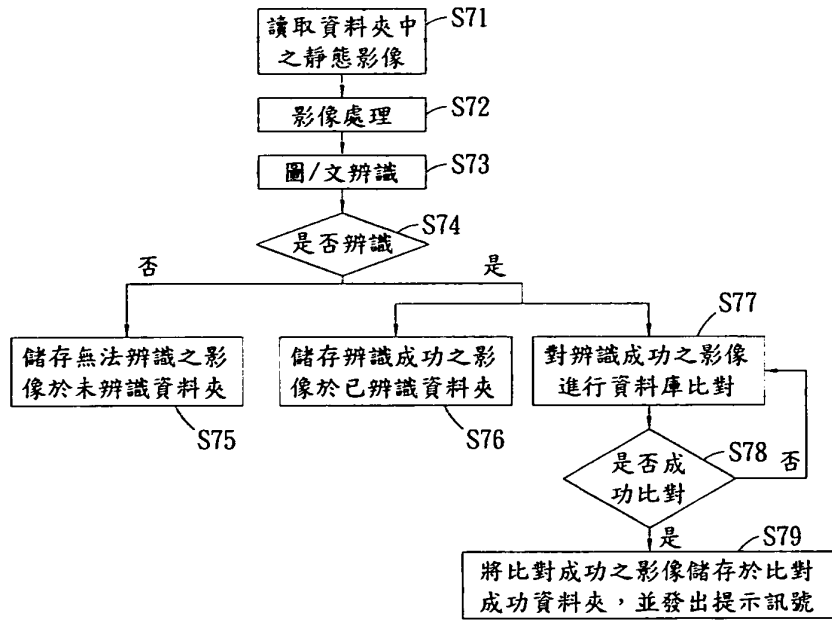 讀取資料夾中
之靜態影像
S71
影像處理
S72
圖/文辨識
S73
是否辨識
S74
否
是
儲存無法辨識之影
像於未辨識資料夾
S75
儲存辨識成功之影
像於已辨識資料夾
S76
對辨識成功之影像
進行資料庫比對
S77
是否成
功比對
S78
否
是
將比對成功之影像儲存於比對
成功資料夾，並發出提示訊號
S79